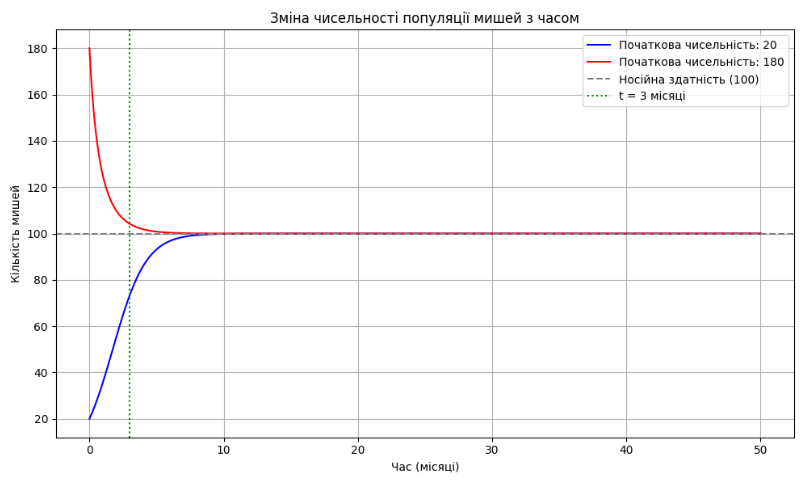 Зміна чисельності популяції мишей з часом
Початкова чисельність: 20
Початкова чисельність: 180
Носійна здатність (100)
t = 3 місяці
Кількість мишей
180
160
140
120
100
80
60
40
20
0
10
20
30
40
50
Час (місяці)